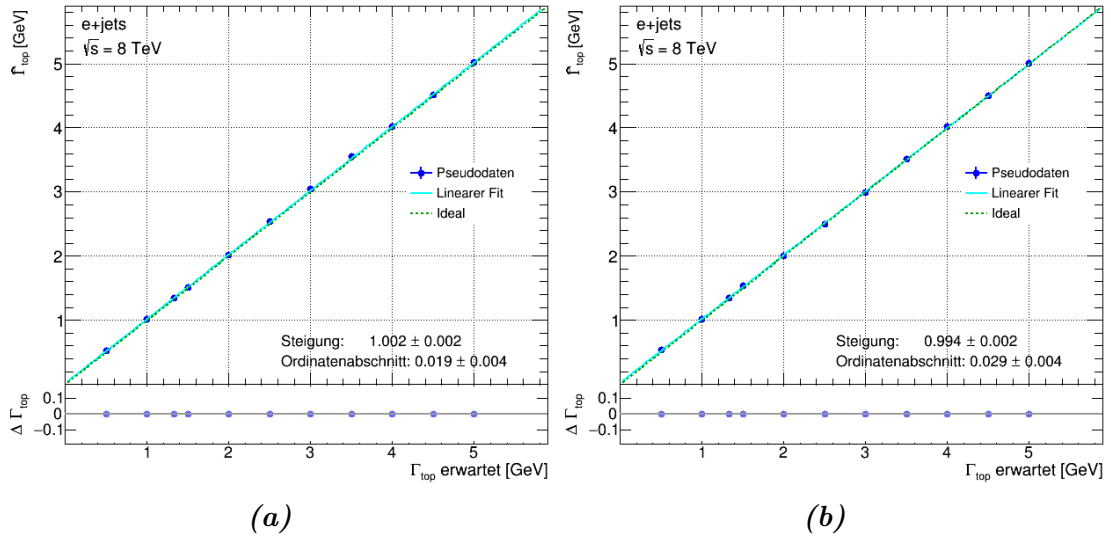 Γ̂top [GeV]
e+jets
√s = 8 TeV
5
4
3
2
1
Pseudodaten
Linearer Fit
Ideal
Steigung: 1.002 ± 0.002
Ordinatenabschnitt: 0.019 ± 0.004
Δ Γtop
0.1
0
−0.1
1 2 3 4 5
Γtop erwartet [GeV]
(a)
Γ̂top [GeV]
e+jets
√s = 8 TeV
5
4
3
2
1
Pseudodaten
Linearer Fit
Ideal
Steigung: 0.994 ± 0.002
Ordinatenabschnitt: 0.029 ± 0.004
Δ Γtop
0.1
0
−0.1
1 2 3 4 5
Γtop erwartet [GeV]
(b)